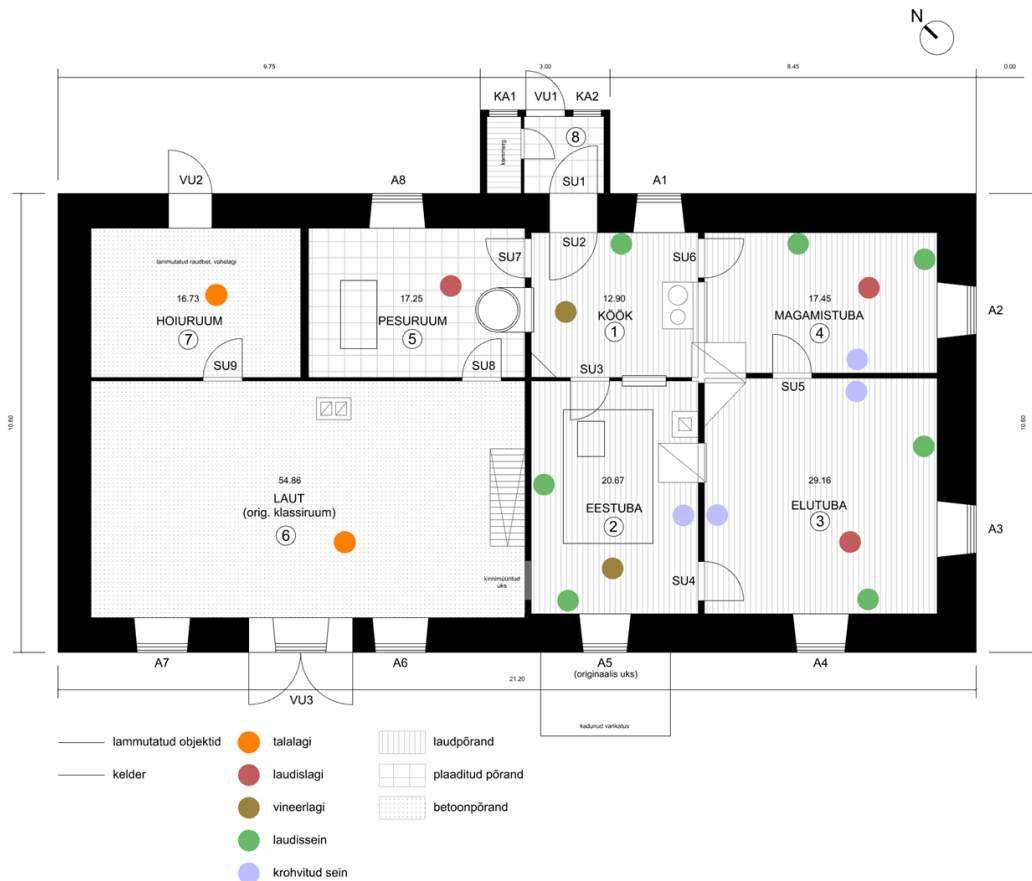 N
9.75
3.00
8.45
0.00
KA1
VU1
KA2
8
kemmerg
VU2
A8
SU1
A1
SU2
SU7
SU6
lammutatud raudbet. vahelagi
16.73
HOIURUUM
7
17.25
PESURUUM
5
12.90
KÖÖK
1
17.45
MAGAMISTUBA
4
A2
SU9
SU8
SU3
SU5
10.60
10.60
54.86
LAUT
(orig. klassiruum)
6
20.67
EESTUBA
2
29.16
ELUTUBA
3
A3
kinnimüüritud
uks
SU4
A7
A6
A5
(originaalis uks)
A4
21.20
VU3
kadunud varikatus
lammutatud objektid
kelder
talalagi
laudislagi
vineerlagi
laudissein
krohvitud sein
laudpõrand
plaaditud põrand
betoonpõrand